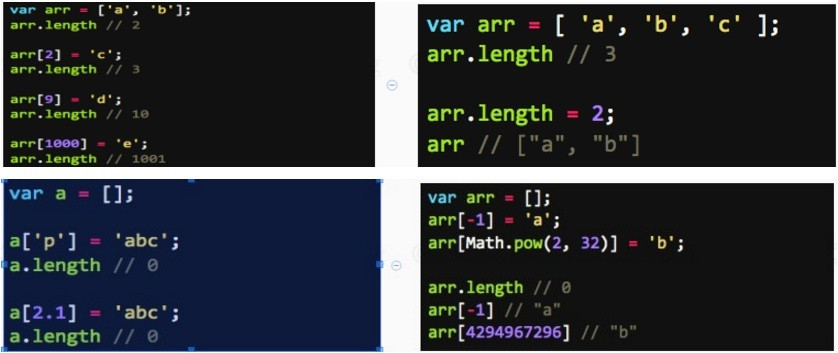 var arr = ['a', 'b'];
arr.length // 2
arr[2] = 'c';
arr.length // 3
arr[9] = 'd';
arr.length // 10
arr[1000] = 'e';
arr.length // 1001
var arr = [ 'a', 'b', 'c' ];
arr.length // 3
arr.length = 2;
arr // ["a", "b"]
var a = [];
a['p'] = 'abc';
a.length // 0
a[2.1] = 'abc';
a.length // 0
var arr = [];
arr[-1] = 'a';
arr[Math.pow(2, 32)] = 'b';
arr.length // 0
arr[-1] // "a"
arr[4294967296] // "b"